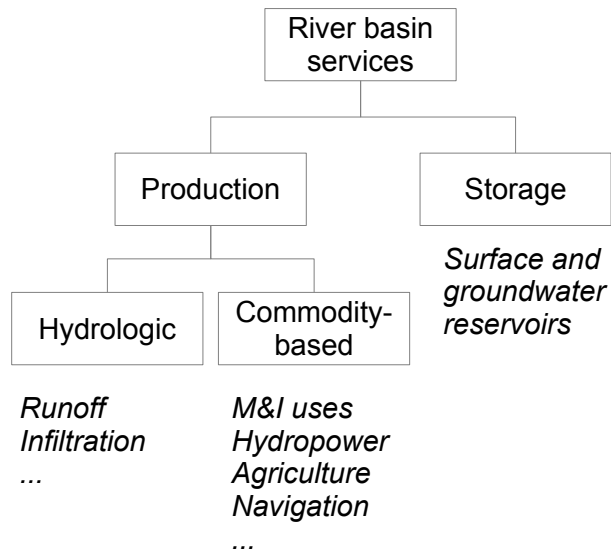 River basin
services
Production
Storage
Surface and
groundwater
reservoirs
Hydrologic
Commodity-
based
Runoff
Infiltration
...
M&I uses
Hydropower
Agriculture
Navigation
...